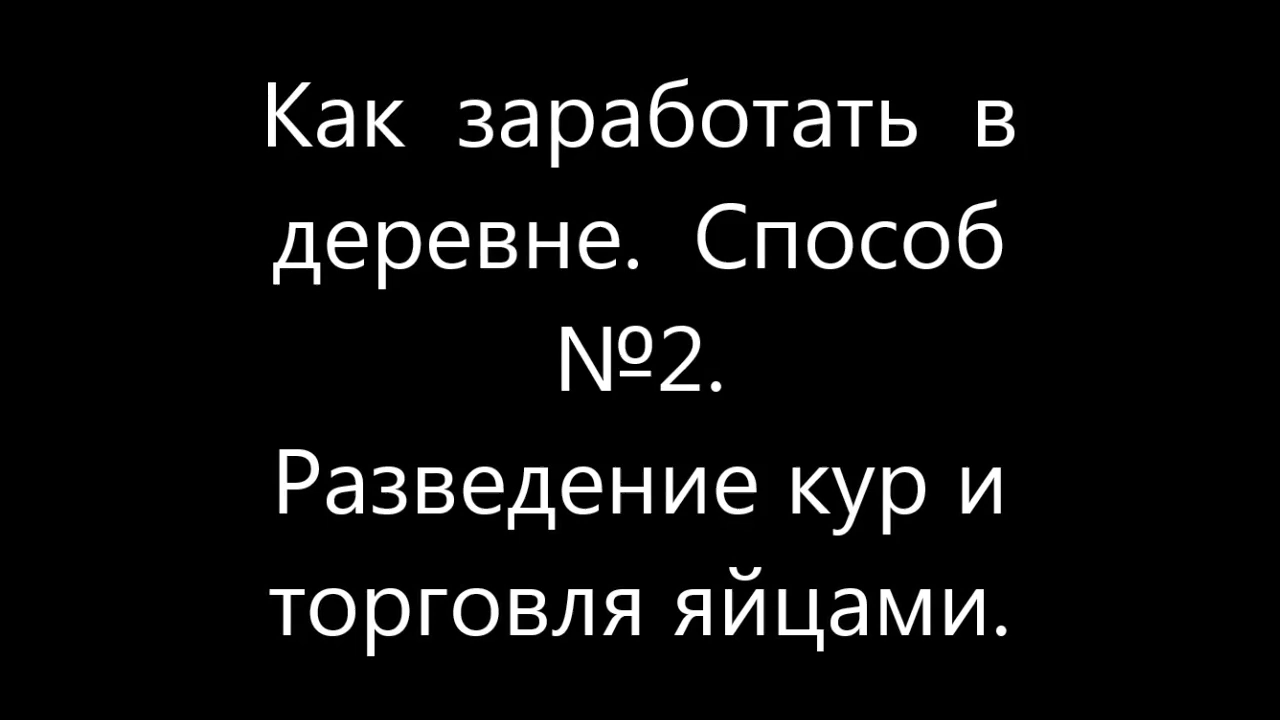 Как заработать в
деревне. Способ
№2.
Разведение кур и
торговля яйцами.